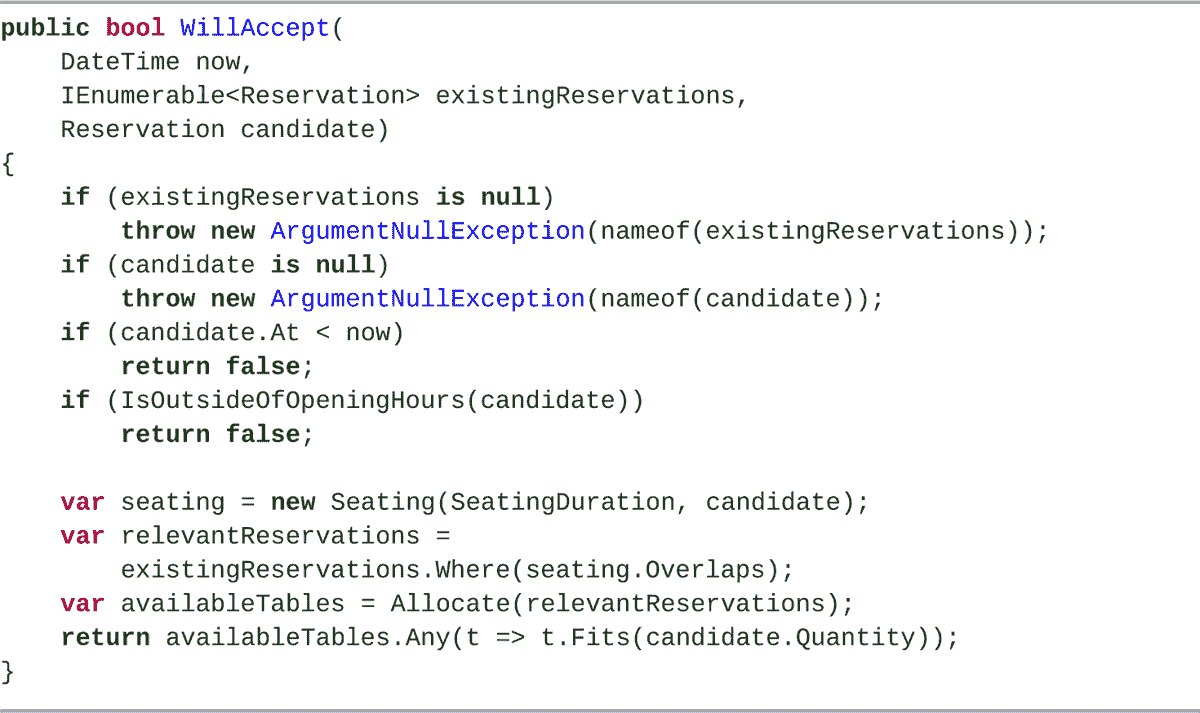 public bool WillAccept(
    DateTime now,
    IEnumerable<Reservation> existingReservations,
    Reservation candidate)
{
    if (existingReservations is null)
        throw new ArgumentNullException(nameof(existingReservations));
    if (candidate is null)
        throw new ArgumentNullException(nameof(candidate));
    if (candidate.At < now)
        return false;
    if (IsOutsideOfOpeningHours(candidate))
        return false;

    var seating = new Seating(SeatingDuration, candidate);
    var relevantReservations =
        existingReservations.Where(seating.Overlaps);
    var availableTables = Allocate(relevantReservations);
    return availableTables.Any(t => t.Fits(candidate.Quantity));
}